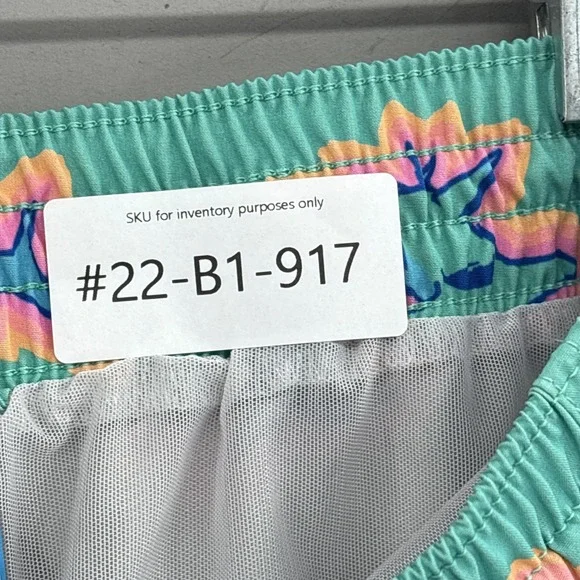 SKU for inventory purposes only
#22-B1-917